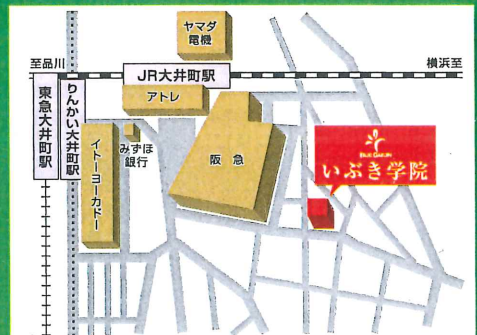 ヤマダ
電機
至品川
横浜至
JR大井町駅
アトレ
東急大井町駅
りんかい大井町駅
イトーヨーカドー
みずほ
銀行
阪急
IBUKI GAKUIN
いぶき学院